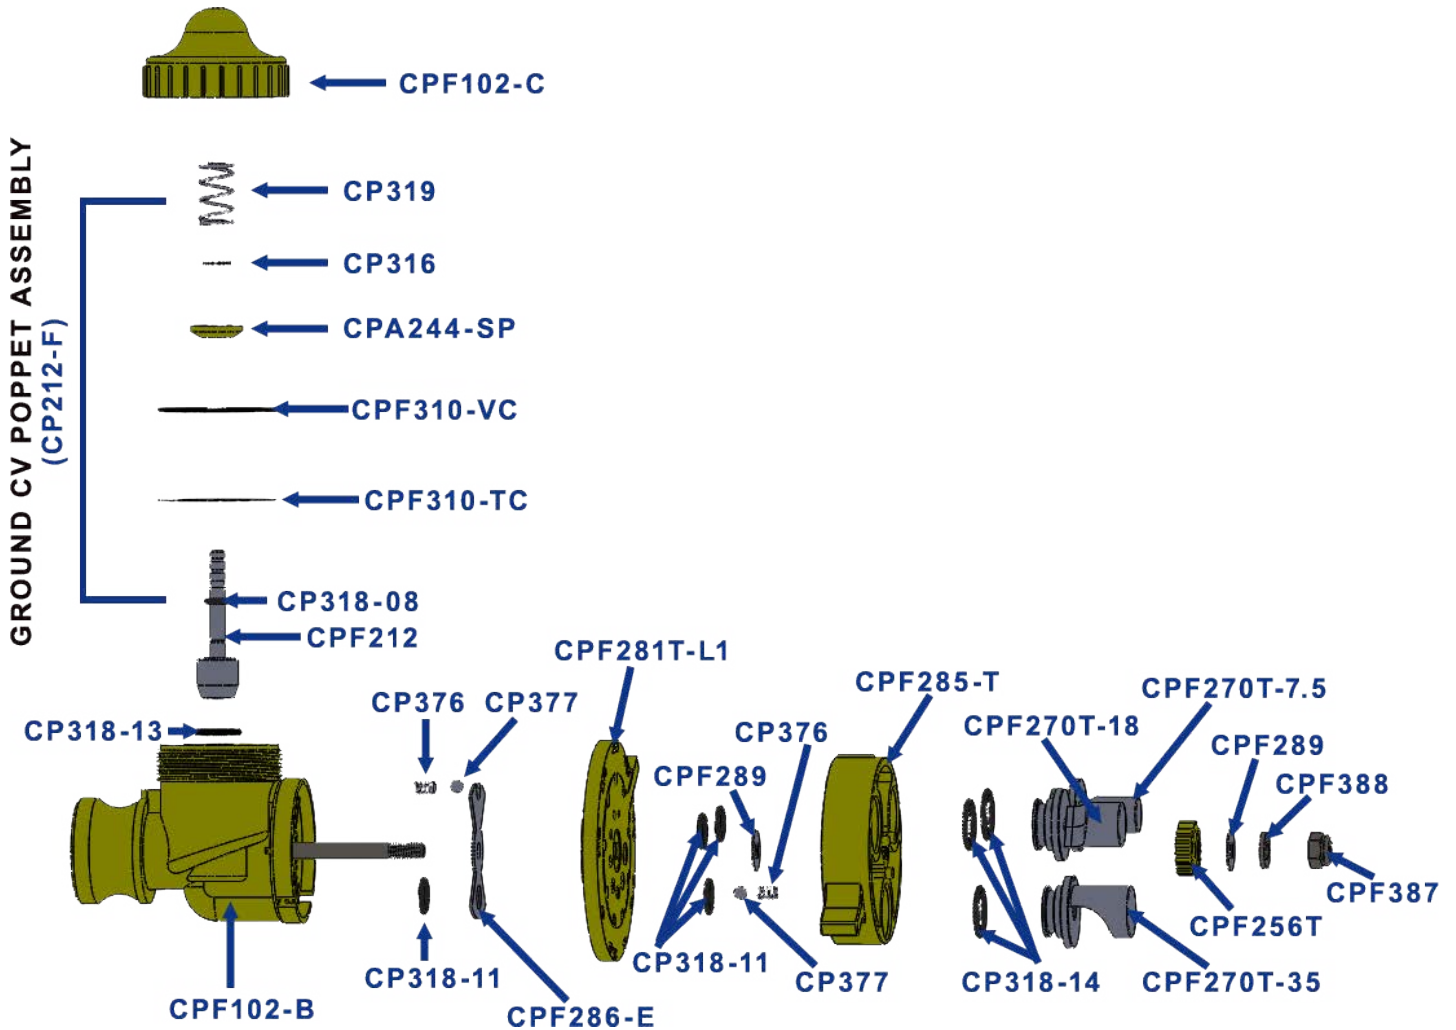 CPF102-C
GROUND CV POPPET ASSEMBLY
(CP212-F)
CP319
CP316
CPA244-SP
CPF310-VC
CPF310-TC
CP318-08
CPF212
CP318-13
CP376
CP377
CPF281T-L1
CPF289
CP376
CPF285-T
CPF270T-7.5
CPF270T-18
CPF289
CPF388
CPF387
CPF256T
CPF270T-35
CP318-14
CP377
CP318-11
CP318-11
CPF286-E
CPF102-B